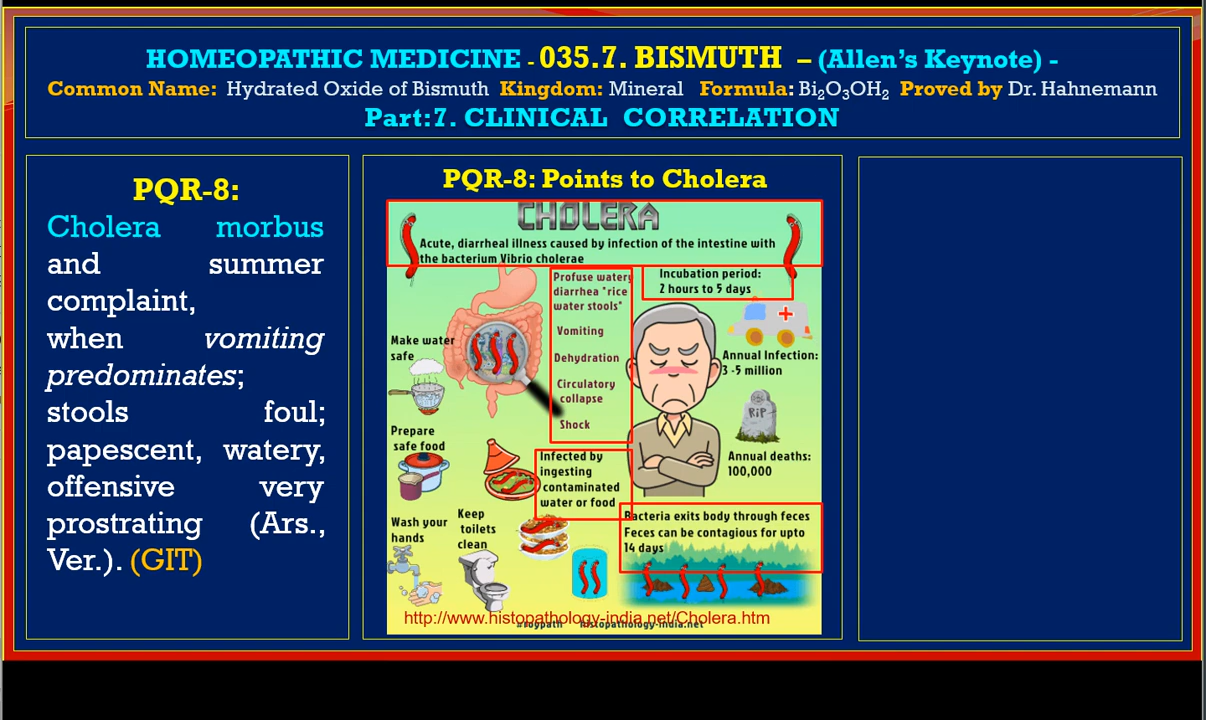 HOMEOPATHIC MEDICINE - 035.7. BISMUTH – (Allen's Keynote) -
Common Name: Hydrated Oxide of Bismuth Kingdom: Mineral Formula: Bi₂O₃OH₂ Proved by Dr. Hahnemann
Part:7. CLINICAL CORRELATION
PQR-8:
Cholera morbus
and summer
complaint,
when vomiting
predominates;
stools foul;
papescent, watery,
offensive very
prostrating (Ars.,
Ver.). (GIT)
PQR-8: Points to Cholera
CHOLERA
Acute, diarrheal illness caused by infection of the intestine with
the bacterium Vibrio cholerae
Profuse watery
diarrhea "rice
water stools"
Vomiting
Dehydration
Circulatory
collapse
Shock
Incubation period:
2 hours to 5 days
Make water
safe
Annual Infection:
3 -5 million
RIP
Prepare
safe food
Annual deaths:
100,000
Infected by
ingesting
contaminated
water or food
Wash your
hands
Keep
toilets
clean
Bacteria exits body through feces
Feces can be contagious for upto
14 days
http://www.histopathology-india.net/Cholera.htm
histopathology-india.net